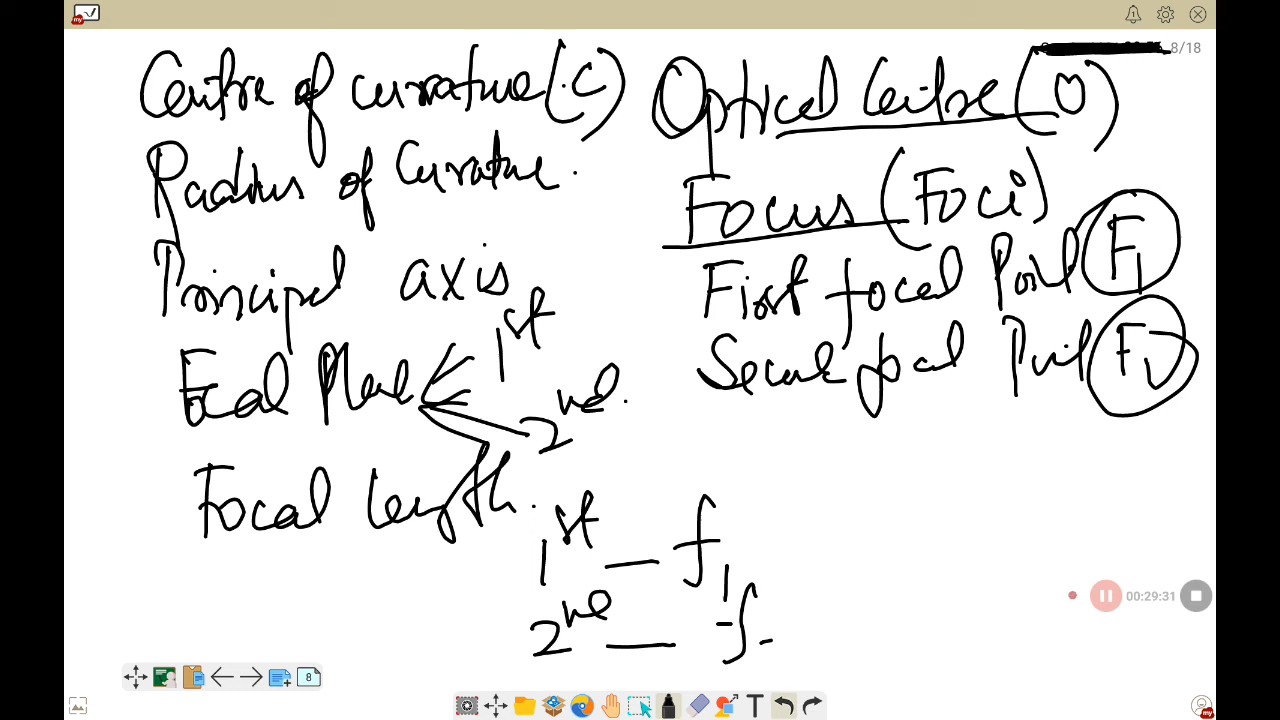 Centre of curvature (C)
Radius of Curvature.
Principal axis
Focal Plane 1st
2nd.
Focal length.
1st — f1
2nd — f
Optical Centre (O)
Focus (Foci)
First focal Point F1
Second focal Point F2
8/18
00:29:31
8